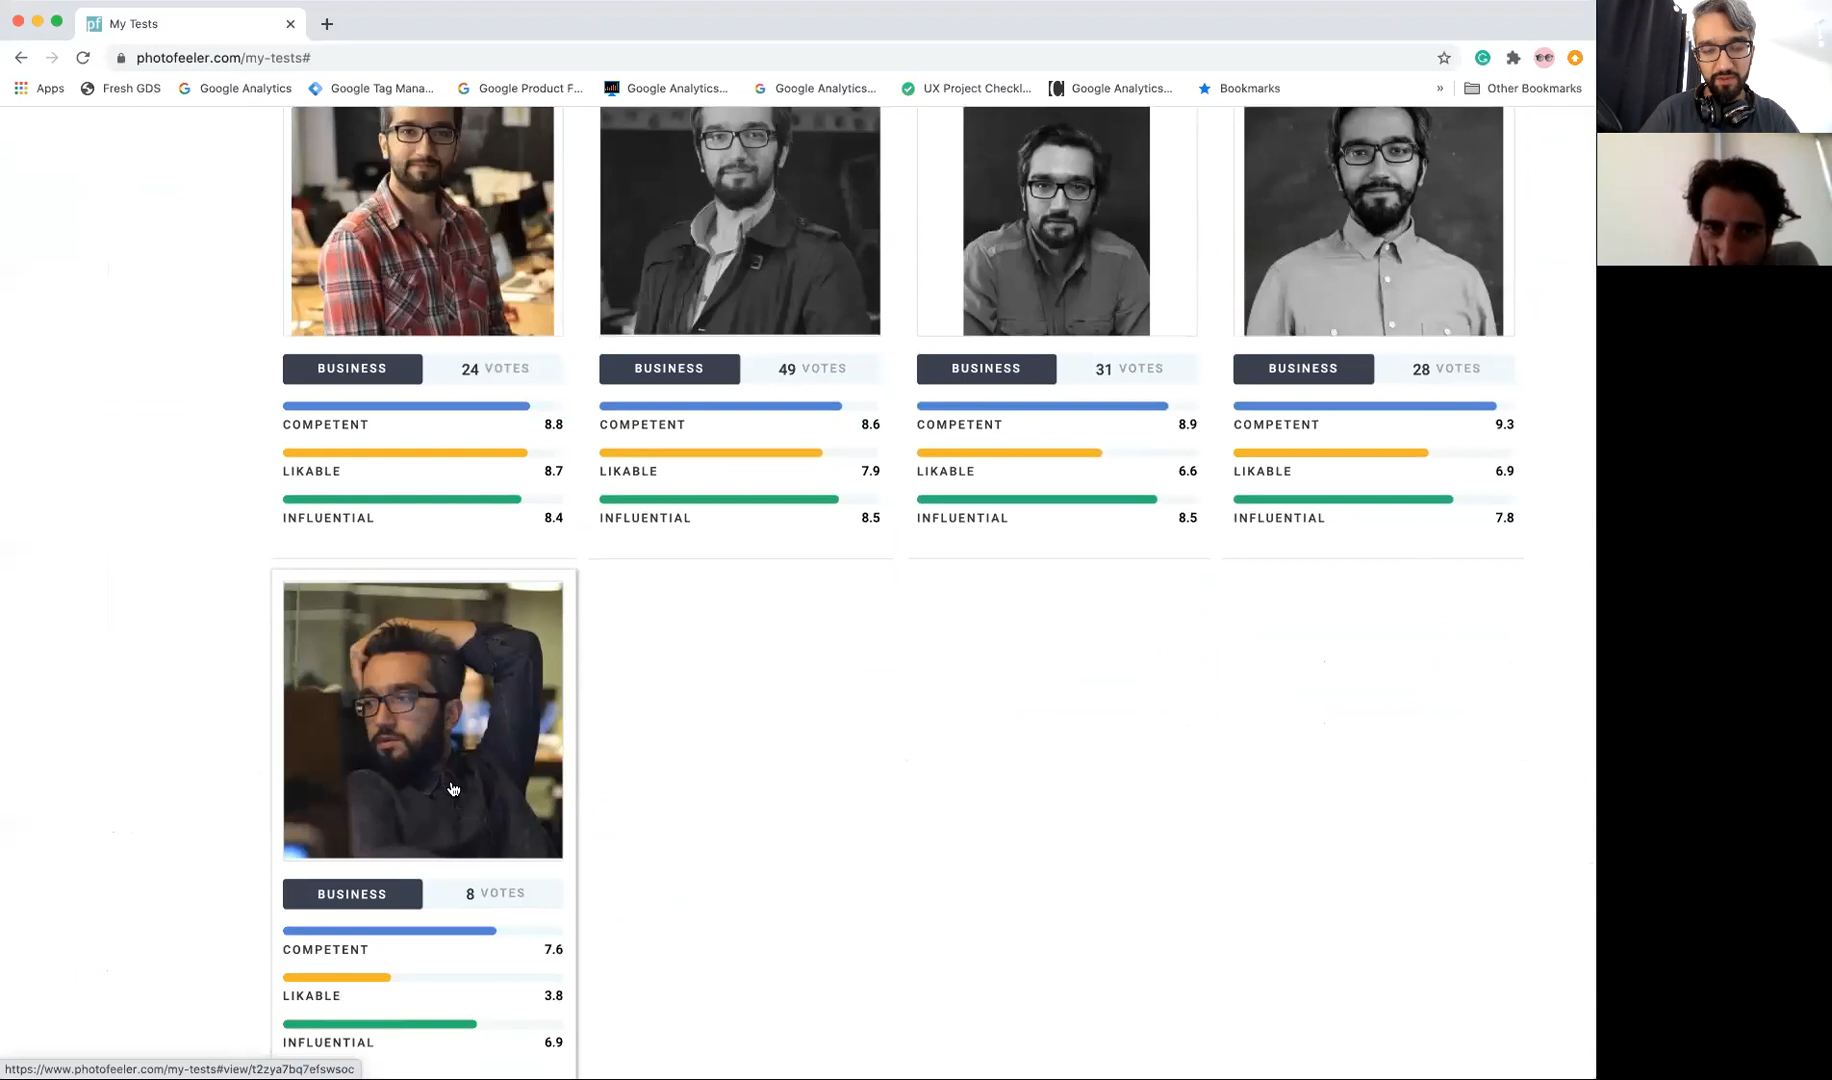 pf My Tests
photofeeler.com/my-tests#
Apps Fresh GDS Google Analytics Google Tag Mana... Google Product F... Google Analytics... Google Analytics... UX Project Checkl... Google Analytics... Bookmarks » Other Bookmarks
BUSINESS 24 VOTES BUSINESS 49 VOTES BUSINESS 31 VOTES BUSINESS 28 VOTES
COMPETENT 8.8 COMPETENT 8.6 COMPETENT 8.9 COMPETENT 9.3
LIKABLE 8.7 LIKABLE 7.9 LIKABLE 6.6 LIKABLE 6.9
INFLUENTIAL 8.4 INFLUENTIAL 8.5 INFLUENTIAL 8.5 INFLUENTIAL 7.8
BUSINESS 8 VOTES
COMPETENT 7.6
LIKABLE 3.8
INFLUENTIAL 6.9
https://www.photofeeler.com/my-tests#view/t2zya7bq7efswsoc